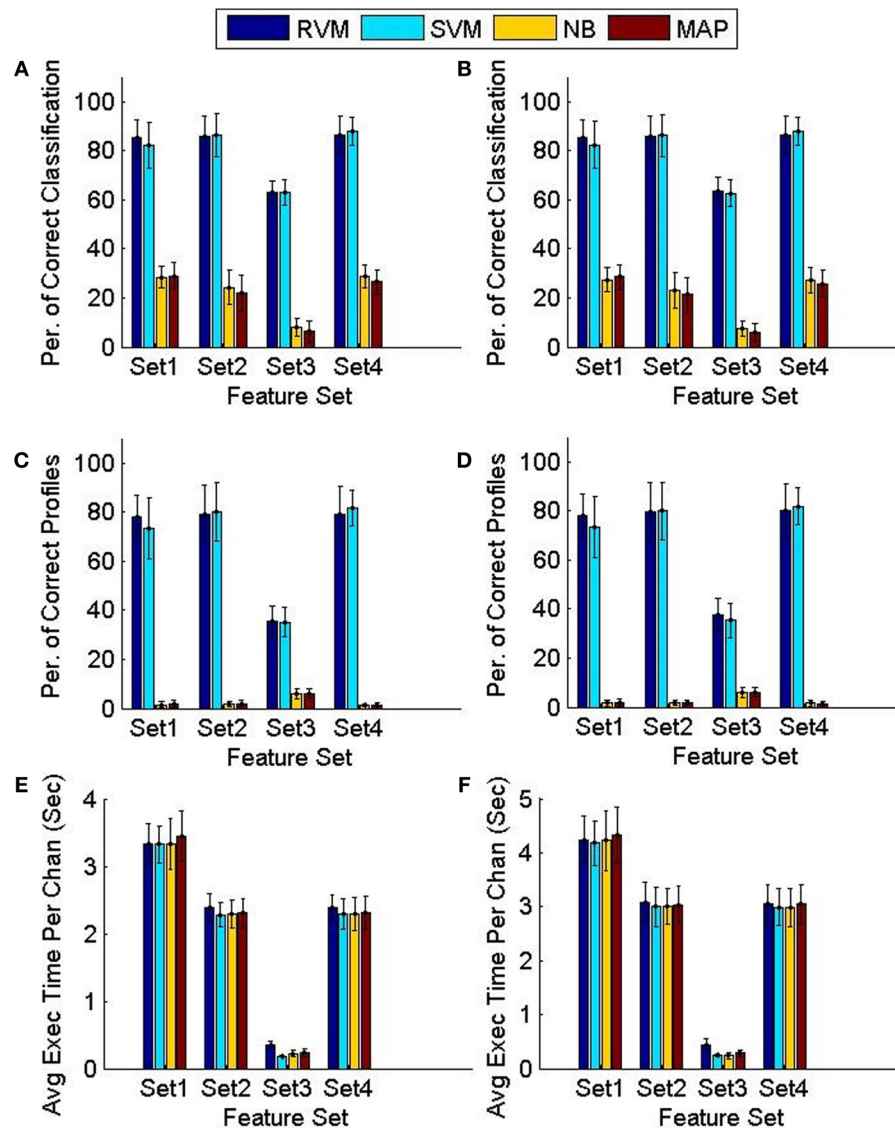 RVM SVM NB MAP
A
Per. of Correct Classification
100
80
60
40
20
0
Set1 Set2 Set3 Set4
Feature Set
B
Per. of Correct Classification
100
80
60
40
20
0
Set1 Set2 Set3 Set4
Feature Set
C
Per. of Correct Profiles
100
80
60
40
20
0
Set1 Set2 Set3 Set4
Feature Set
D
Per. of Correct Profiles
100
80
60
40
20
0
Set1 Set2 Set3 Set4
Feature Set
E
Avg Exec Time Per Chan (Sec)
4
3
2
1
0
Set1 Set2 Set3 Set4
Feature Set
F
Avg Exec Time Per Chan (Sec)
5
4
3
2
1
0
Set1 Set2 Set3 Set4
Feature Set